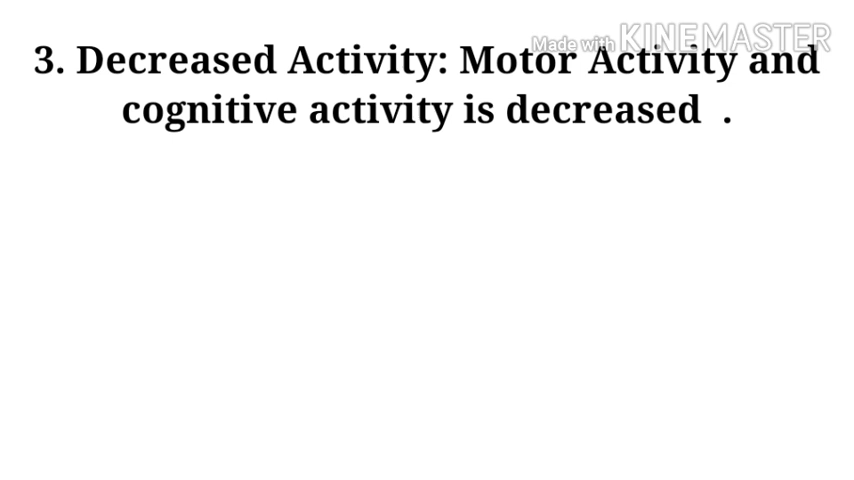 Made with KINEMASTER
3. Decreased Activity: Motor Activity and
cognitive activity is decreased .